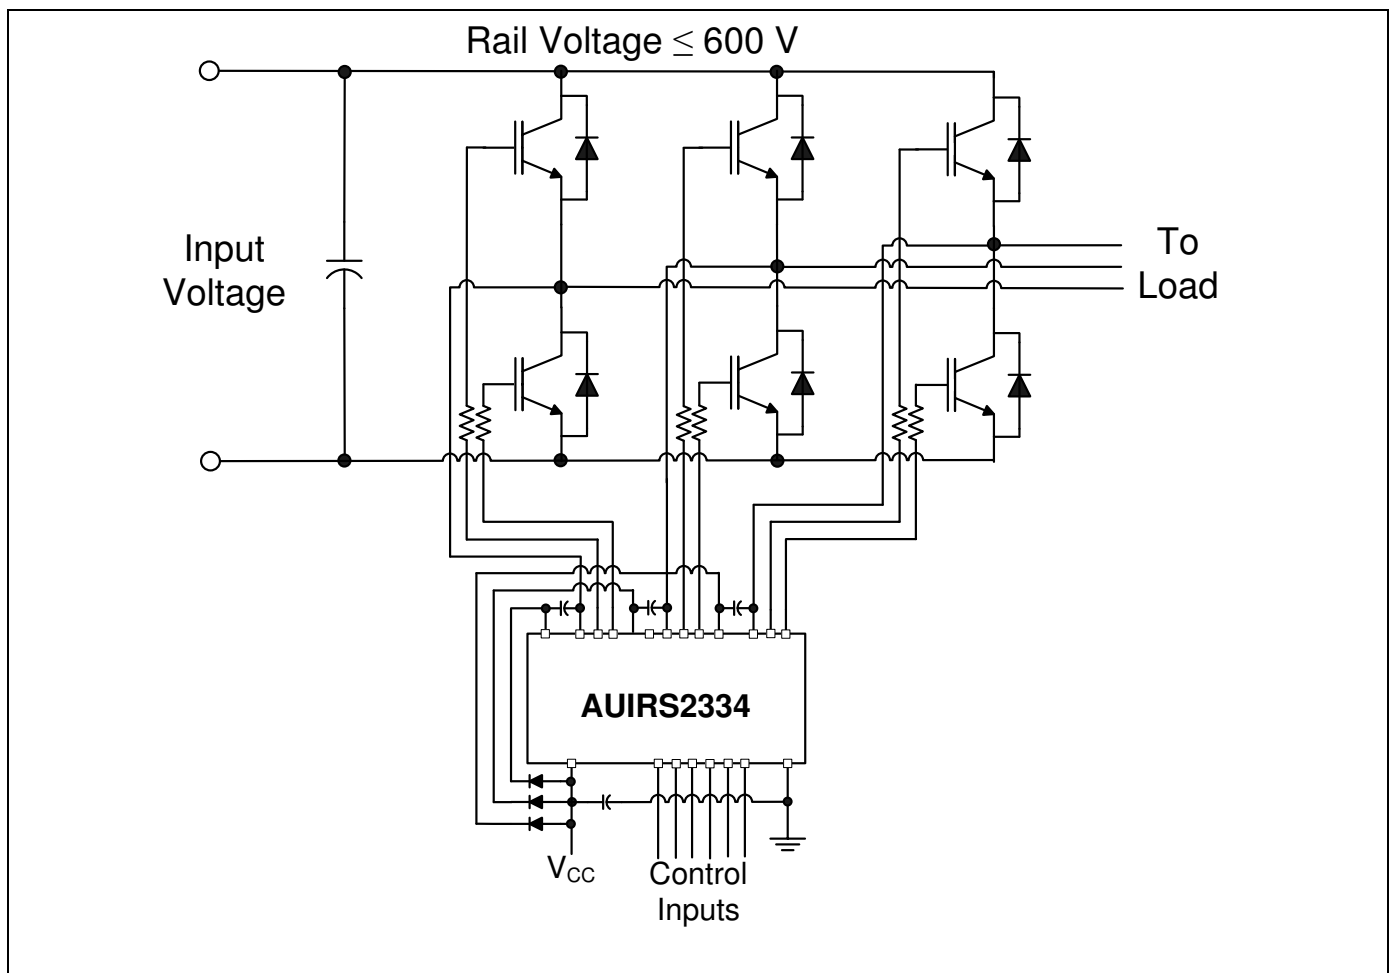 Rail Voltage ≤ 600 V
Input
Voltage
To
Load
AUIRS2334
VCC
Control
Inputs